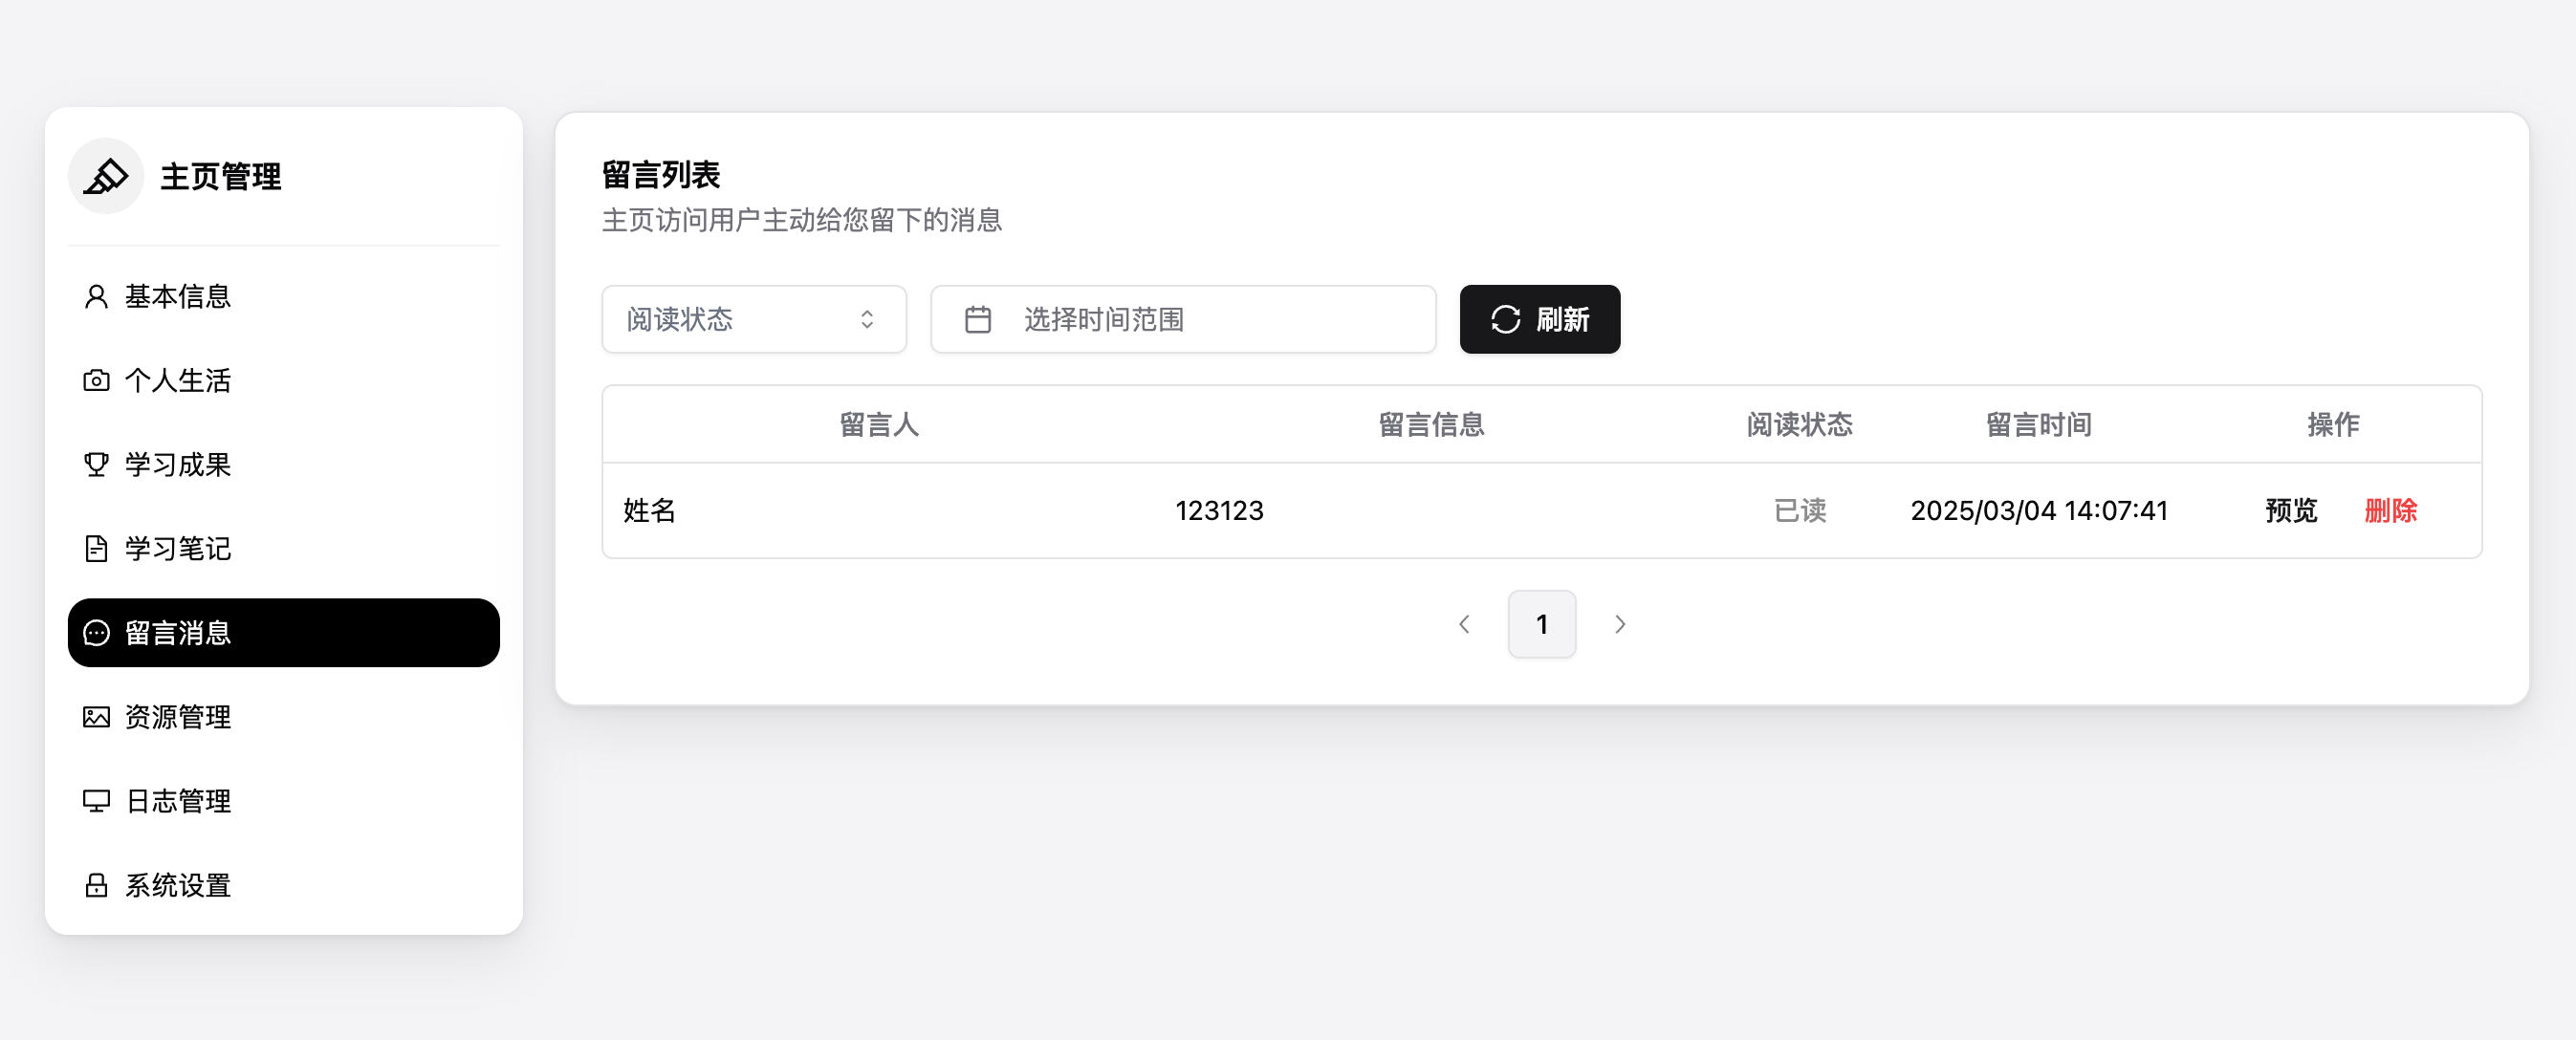 主页管理
基本信息
个人生活
学习成果
学习笔记
留言消息
资源管理
日志管理
系统设置
留言列表
主页访问用户主动给您留下的消息
阅读状态 选择时间范围 刷新
留言人 留言信息 阅读状态 留言时间 操作
姓名 123123 已读 2025/03/04 14:07:41 预览 删除
1